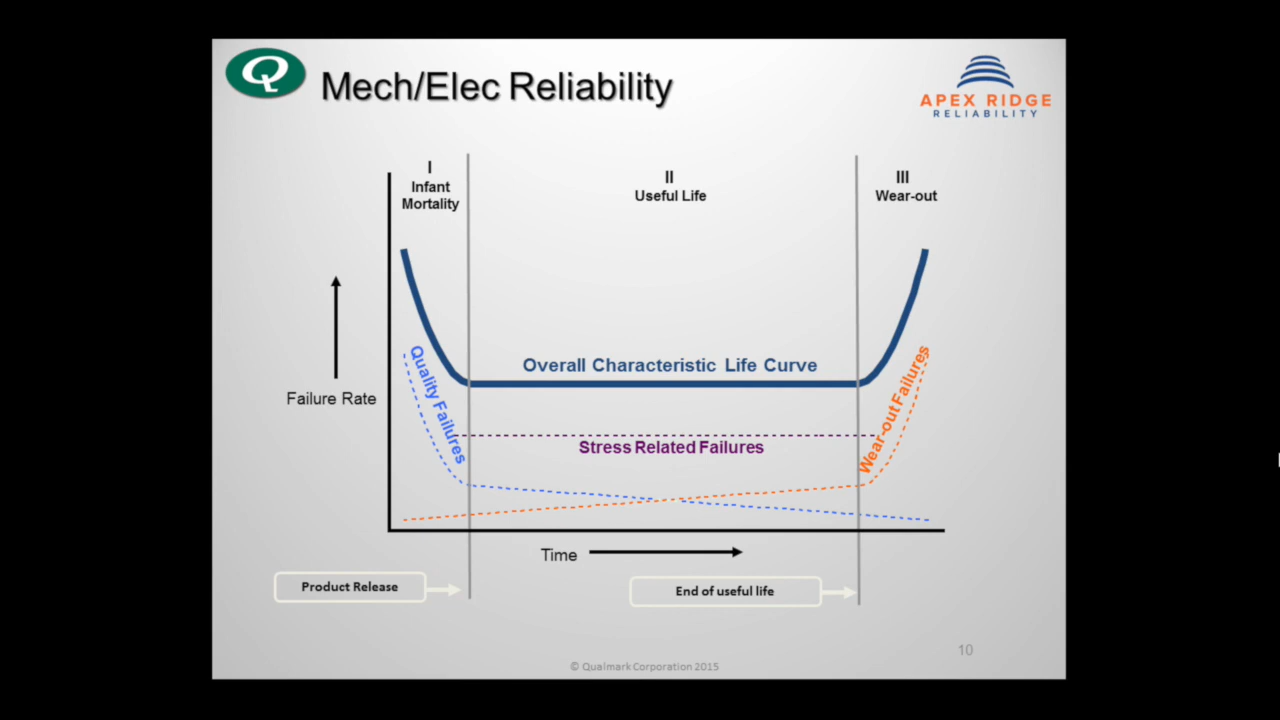 Q
Mech/Elec Reliability
APEX RIDGE
RELIABILITY
I
Infant
Mortality
II
Useful Life
III
Wear-out
Overall Characteristic Life Curve
Quality Failures
Failure Rate
Stress Related Failures
Wear-out Failures
Time
Product Release
End of useful life
10
© Qualmark Corporation 2015